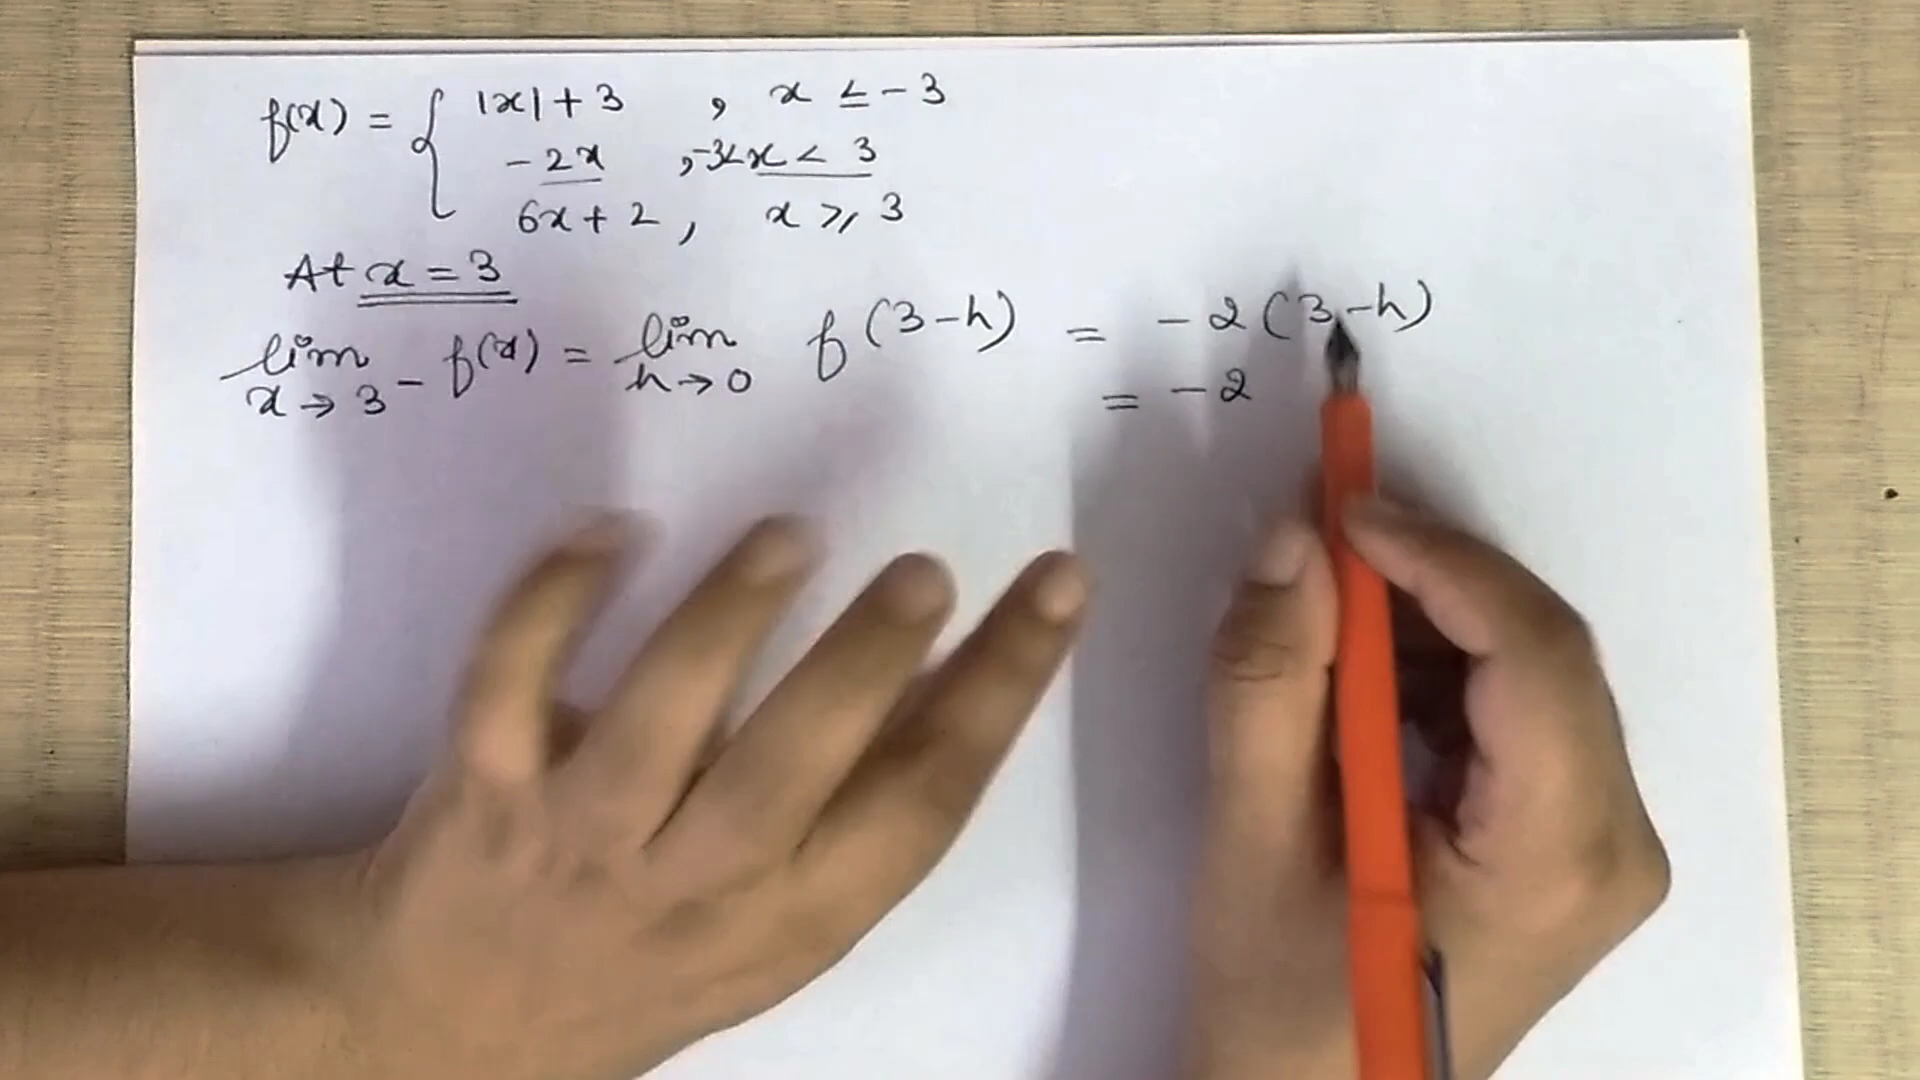 f(x) = { |x| + 3 , x ≤ -3
-2x , -3<x < 3
6x + 2 , x ≥ 3
At x = 3
lim x→3- f(x) = lim h→0 f(3-h) = -2(3-h)
= -2